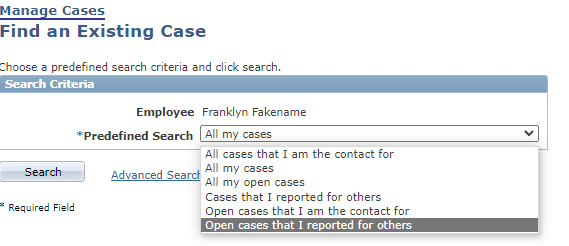 Manage Cases
Find an Existing Case
Choose a predefined search criteria and click search.
Search Criteria
Employee Franklyn Fakename
*Predefined Search All my cases
All cases that I am the contact for
All my cases
All my open cases
Cases that I reported for others
Open cases that I am the contact for
Open cases that I reported for others
Search Advanced Search
* Required Field